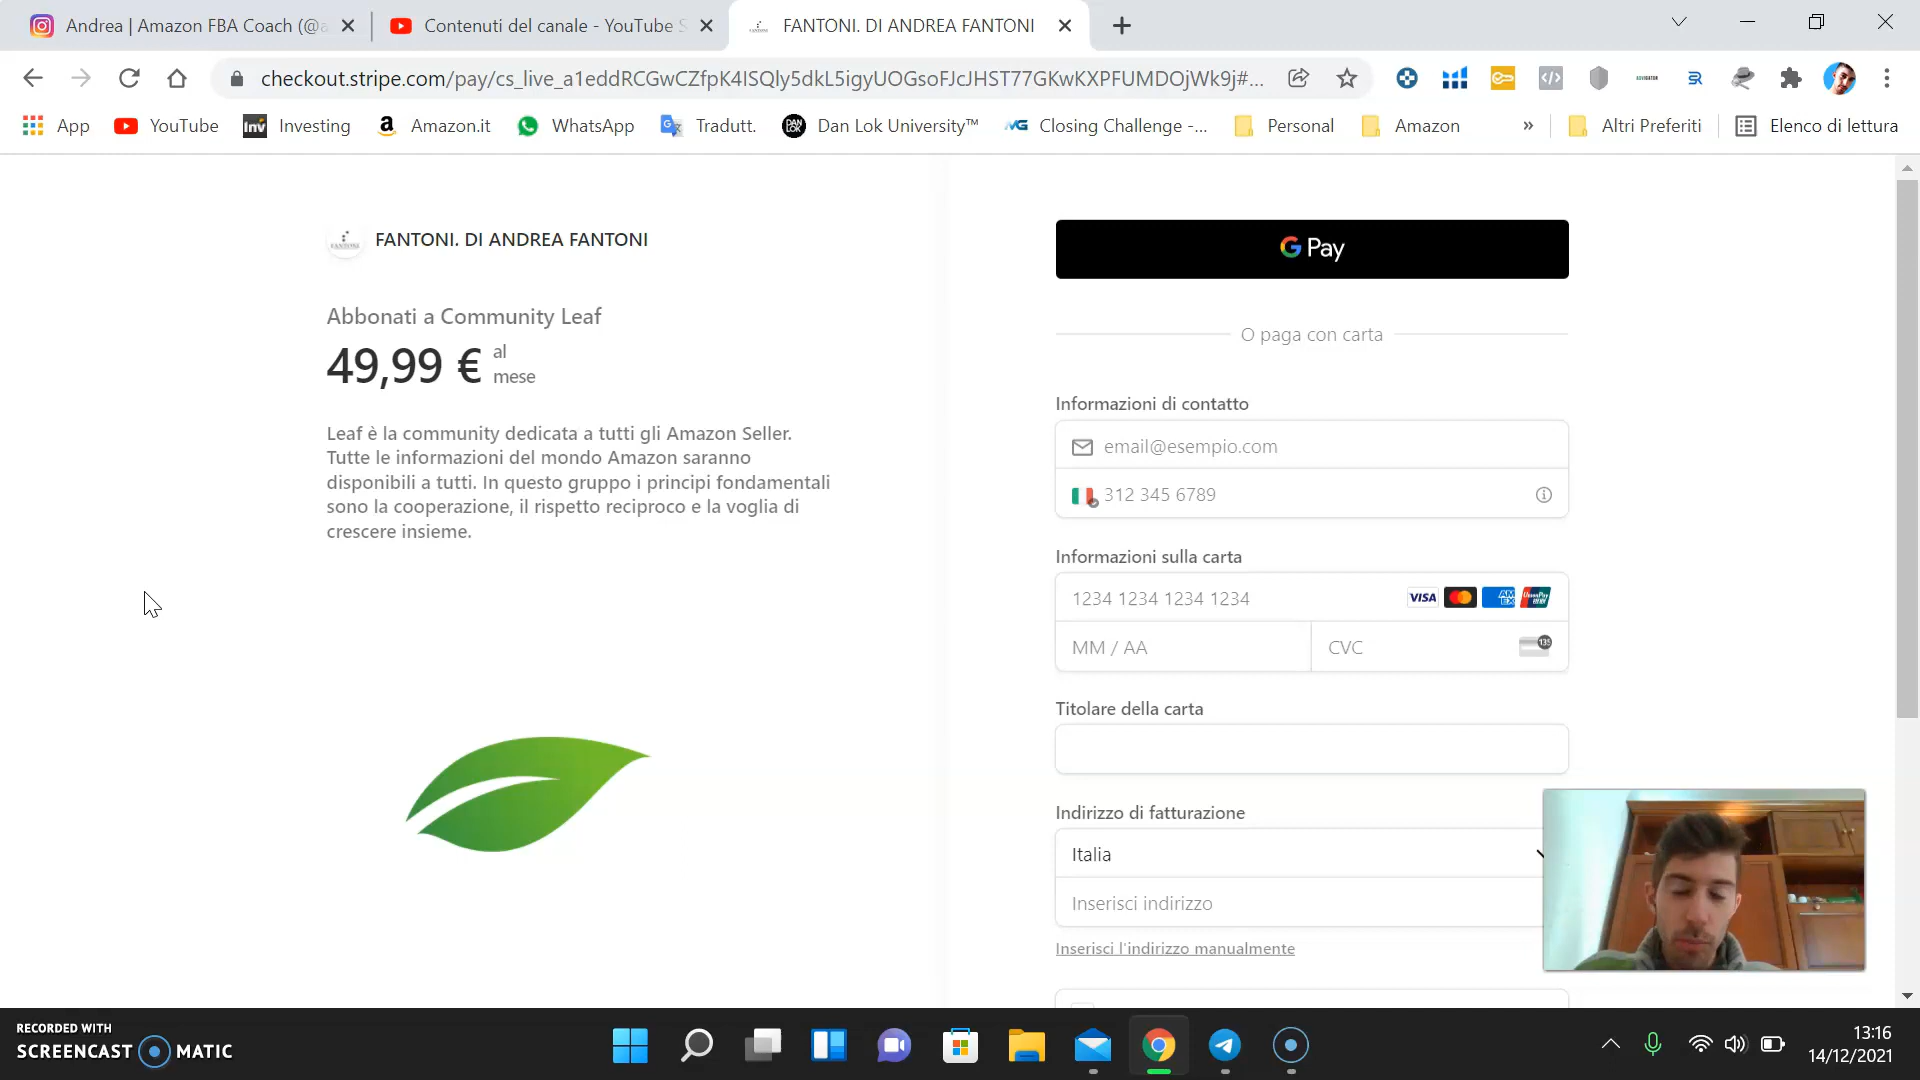 Andrea | Amazon FBA Coach (@a
Contenuti del canale - YouTube S
FANTONI. DI ANDREA FANTONI
checkout.stripe.com/pay/cs_live_a1eddRCGwCZfpK4ISQly5dkL5igyUOGsoFJcJHST77GKwKXPFUMDOjWk9j#...
App
YouTube
Investing
Amazon.it
WhatsApp
Tradutt.
Dan Lok University™
Closing Challenge -...
Personal
Amazon
»
Altri Preferiti
Elenco di lettura
FANTONI. DI ANDREA FANTONI
Abbonati a Community Leaf
49,99 € al mese
Leaf è la community dedicata a tutti gli Amazon Seller.
Tutte le informazioni del mondo Amazon saranno
disponibili a tutti. In questo gruppo i principi fondamentali
sono la cooperazione, il rispetto reciproco e la voglia di
crescere insieme.
G Pay
O paga con carta
Informazioni di contatto
email@esempio.com
312 345 6789
Informazioni sulla carta
1234 1234 1234 1234
VISA
MM / AA
CVC
135
Titolare della carta
Indirizzo di fatturazione
Italia
Inserisci indirizzo
Inserisci l'indirizzo manualmente
RECORDED WITH
SCREENCAST MATIC
13:16
14/12/2021